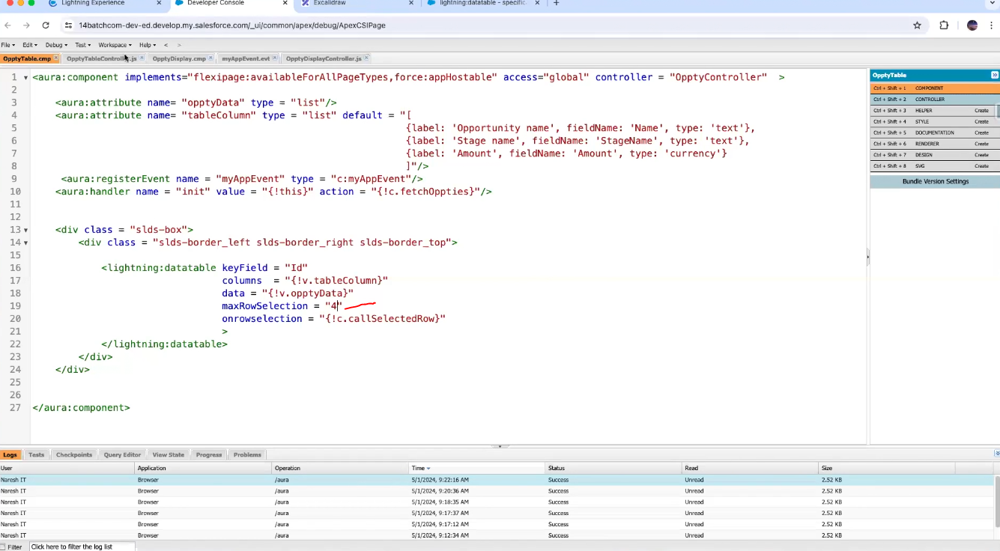 Lightning Experience
Developer Console
Excalidraw
lightning:datatable - specific
14batchcom-dev-ed.develop.my.salesforce.com/_ui/common/apex/debug/ApexCSIPage
File Edit Debug Test Workspace Help < >
OpptyTable.cmp OpptyTableController.js OpptyDisplay.cmp myAppEvent.evt OpptyDisplayController.js
1 <aura:component implements="flexipage:availableForAllPageTypes,force:appHostable" access="global" controller = "OpptyController" >
2
3 <aura:attribute name= "opptyData" type = "list"/>
4 <aura:attribute name= "tableColumn" type = "list" default = "[
5 {label: 'Opportunity name', fieldName: 'Name', type: 'text'},
6 {label: 'Stage name', fieldName: 'StageName', type: 'text'},
7 {label: 'Amount', fieldName: 'Amount', type: 'currency'}
8 ]"/>
9 <aura:registerEvent name = "myAppEvent" type = "c:myAppEvent"/>
10 <aura:handler name = "init" value = "{!this}" action = "{!c.fetchOppties}"/>
11
12
13 <div class = "slds-box">
14 <div class = "slds-border_left slds-border_right slds-border_top">
15
16 <lightning:datatable keyField = "Id"
17 columns = "{!v.tableColumn}"
18 data = "{!v.opptyData}"
19 maxRowSelection = "4"
20 onrowselection = "{!c.callSelectedRow}"
21 >
22 </lightning:datatable>
23 </div>
24 </div>
25
26
27 </aura:component>
OpptyTable
Ctrl + Shift + 1 COMPONENT
Ctrl + Shift + 2 CONTROLLER
Ctrl + Shift + 3 HELPER Create
Ctrl + Shift + 4 STYLE Create
Ctrl + Shift + 5 DOCUMENTATION Create
Ctrl + Shift + 6 RENDERER Create
Ctrl + Shift + 7 DESIGN Create
Ctrl + Shift + 8 SVG Create
Bundle Version Settings
Logs Tests Checkpoints Query Editor View State Progress Problems
User Application Operation Time Status Read Size
Naresh IT Browser /aura 5/1/2024, 9:22:16 AM Success Unread 2.52 KB
Naresh IT Browser /aura 5/1/2024, 9:20:36 AM Success Unread 2.52 KB
Naresh IT Browser /aura 5/1/2024, 9:18:35 AM Success Unread 2.52 KB
Naresh IT Browser /aura 5/1/2024, 9:17:37 AM Success Unread 2.52 KB
Naresh IT Browser /aura 5/1/2024, 9:17:12 AM Success Unread 2.52 KB
Naresh IT Browser /aura 5/1/2024, 9:12:34 AM Success Unread 2.52 KB
Filter Click here to filter the log list